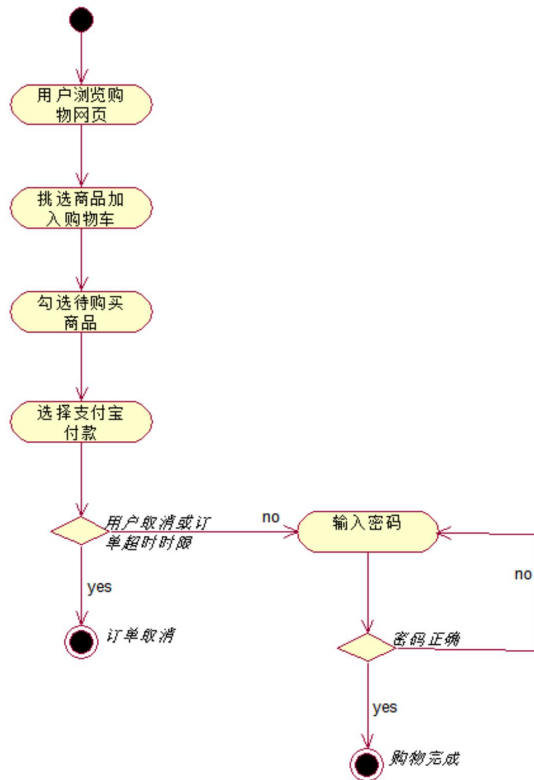 用户浏览购
物网页
挑选商品加
入购物车
勾选待购买
商品
选择支付宝
付款
用户取消或订
单超时时限
no
输入密码
no
yes
订单取消
密码正确
yes
购物完成